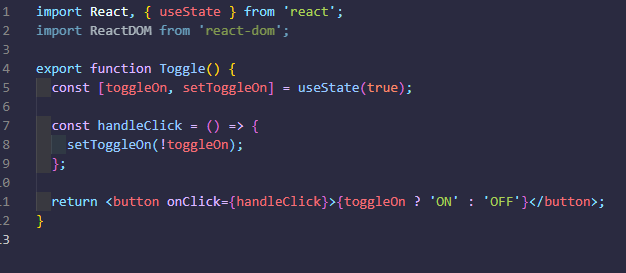 1 import React, { useState } from 'react';
2 import ReactDOM from 'react-dom';
3
4 export function Toggle() {
5   const [toggleOn, setToggleOn] = useState(true);
6
7   const handleClick = () => {
8     setToggleOn(!toggleOn);
9   };
10
11   return <button onClick={handleClick}>{toggleOn ? 'ON' : 'OFF'}</button>;
12 }
13